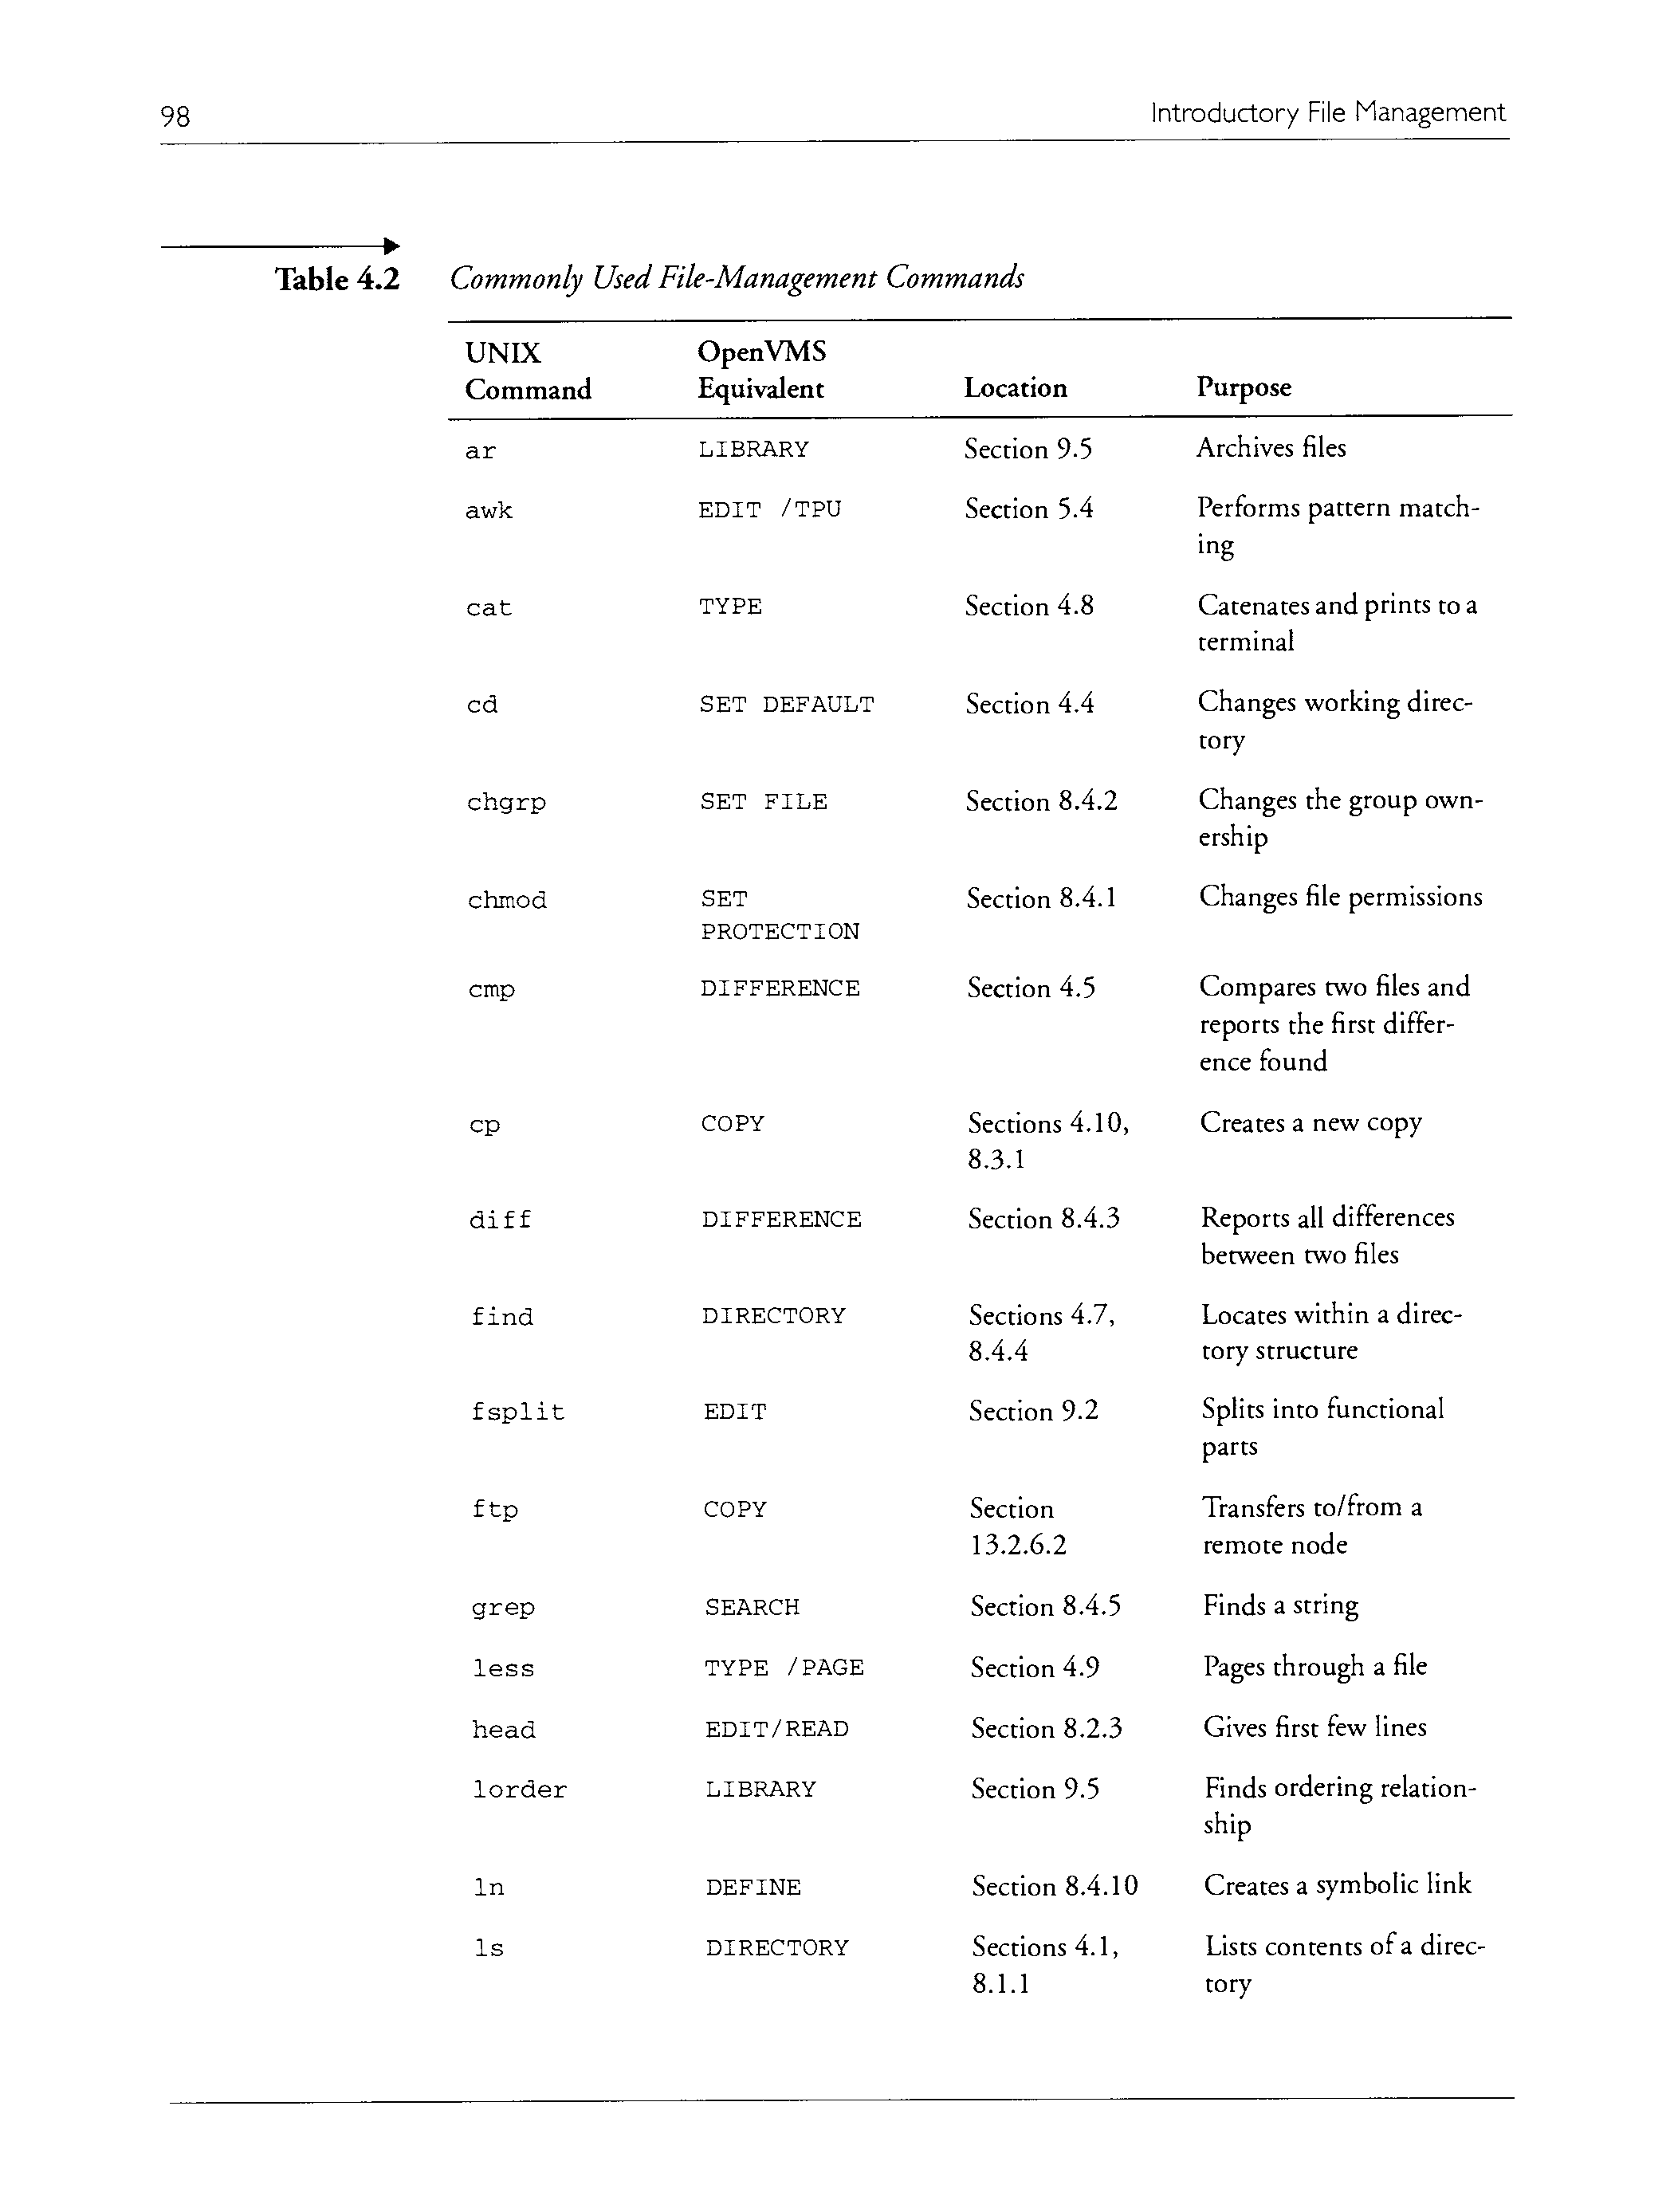 98 Introductory File Management
Table 4.2 Commonly Used File-Management Commands
UNIX OpenVMS
Command Equivalent Location Purpose
ar LIBRARY Section 9.5 Archives files
awk EDIT /TPU Section 5.4 Performs pattern match-
ing
cat TYPE Section 4.8 Catenates and prints to a
terminal
cd SET DEFAULT Section 4.4 Changes working direc-
tory
chgrp SET FILE Section 8.4.2 Changes the group own-
ership
chmod SET Section 8.4.1 Changes file permissions
PROTECTION
cmp DIFFERENCE Section 4.5 Compares two files and
reports the first differ-
ence found
cp COPY Sections 4.10, Creates a new copy
8.3.1
diff DIFFERENCE Section 8.4.3 Reports all differences
between two files
find DIRECTORY Sections 4.7, Locates within a direc-
8.4.4 tory structure
fsplit EDIT Section 9.2 Splits into functional
parts
ftp COPY Section Transfers to/from a
13.2.6.2 remote node
grep SEARCH Section 8.4.5 Finds a string
less TYPE /PAGE Section 4.9 Pages through a file
head EDIT/READ Section 8.2.3 Gives first few lines
lorder LIBRARY Section 9.5 Finds ordering relation-
ship
ln DEFINE Section 8.4.10 Creates a symbolic link
ls DIRECTORY Sections 4.1, Lists contents of a direc-
8.1.1 tory